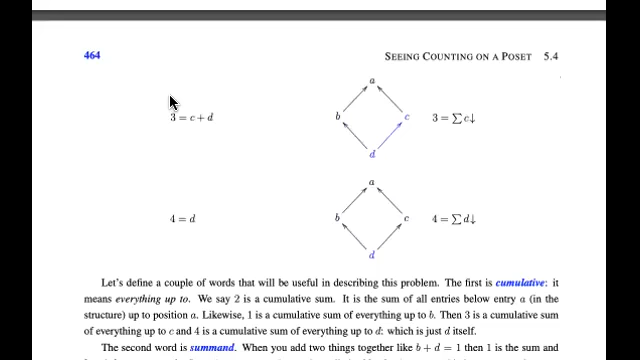 464 SEEING COUNTING ON A POSET 5.4
a
3 = c + d b c 3 = ∑ c↓
d
a
4 = d b c 4 = ∑ d↓
d
Let's define a couple of words that will be useful in describing this problem. The first is cumulative: it
means everything up to. We say 2 is a cumulative sum. It is the sum of all entries below entry a (in the
structure) up to position a. Likewise, 1 is a cumulative sum of everything up to b. Then 3 is a cumulative sum
of everything up to c and 4 is a cumulative sum of everything up to d: which is just d itself.
The second word is summand. When you add two things together like b + d = 1 then 1 is the sum and